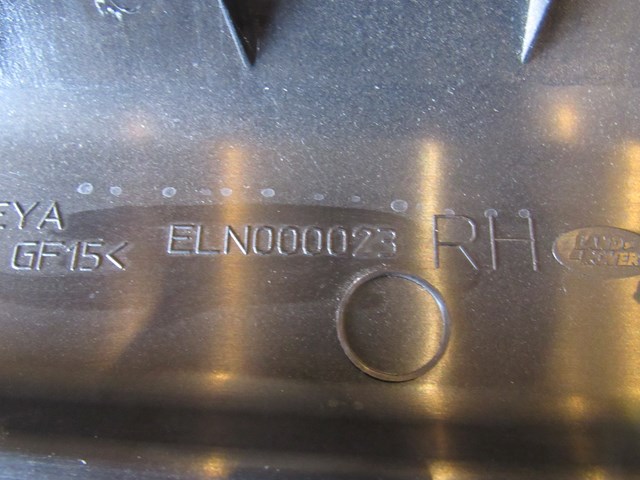 EYA
GF15< ELN000023 RH LAND ROVER